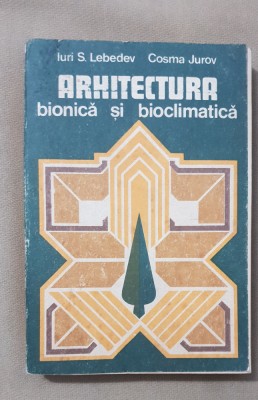 Iuri S. Lebedev Cosma Jurov
ARHITECTURA
bionică și bioclimatică